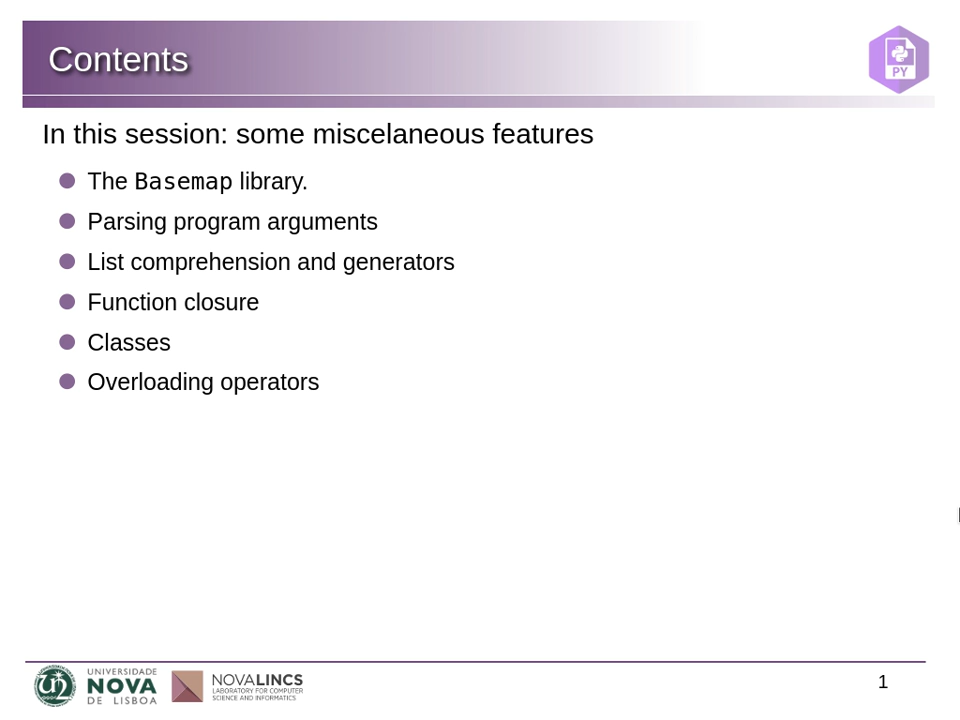 Contents
PY
In this session: some miscelaneous features
The Basemap library.
Parsing program arguments
List comprehension and generators
Function closure
Classes
Overloading operators
UNIVERSIDADE
NOVA
DE LISBOA
NOVALINCS
LABORATORY FOR COMPUTER
SCIENCE AND INFORMATICS
1